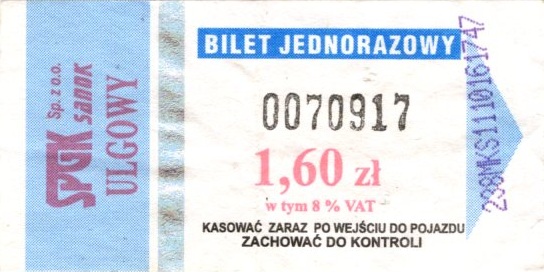 SPGK Sp. z o.o.
sanok
ULGOWY
BILET JEDNORAZOWY
0070917
1,60 zł
w tym 8 % VAT
KASOWAĆ ZARAZ PO WEJŚCIU DO POJAZDU
ZACHOWAĆ DO KONTROLI
238MKS1110161747